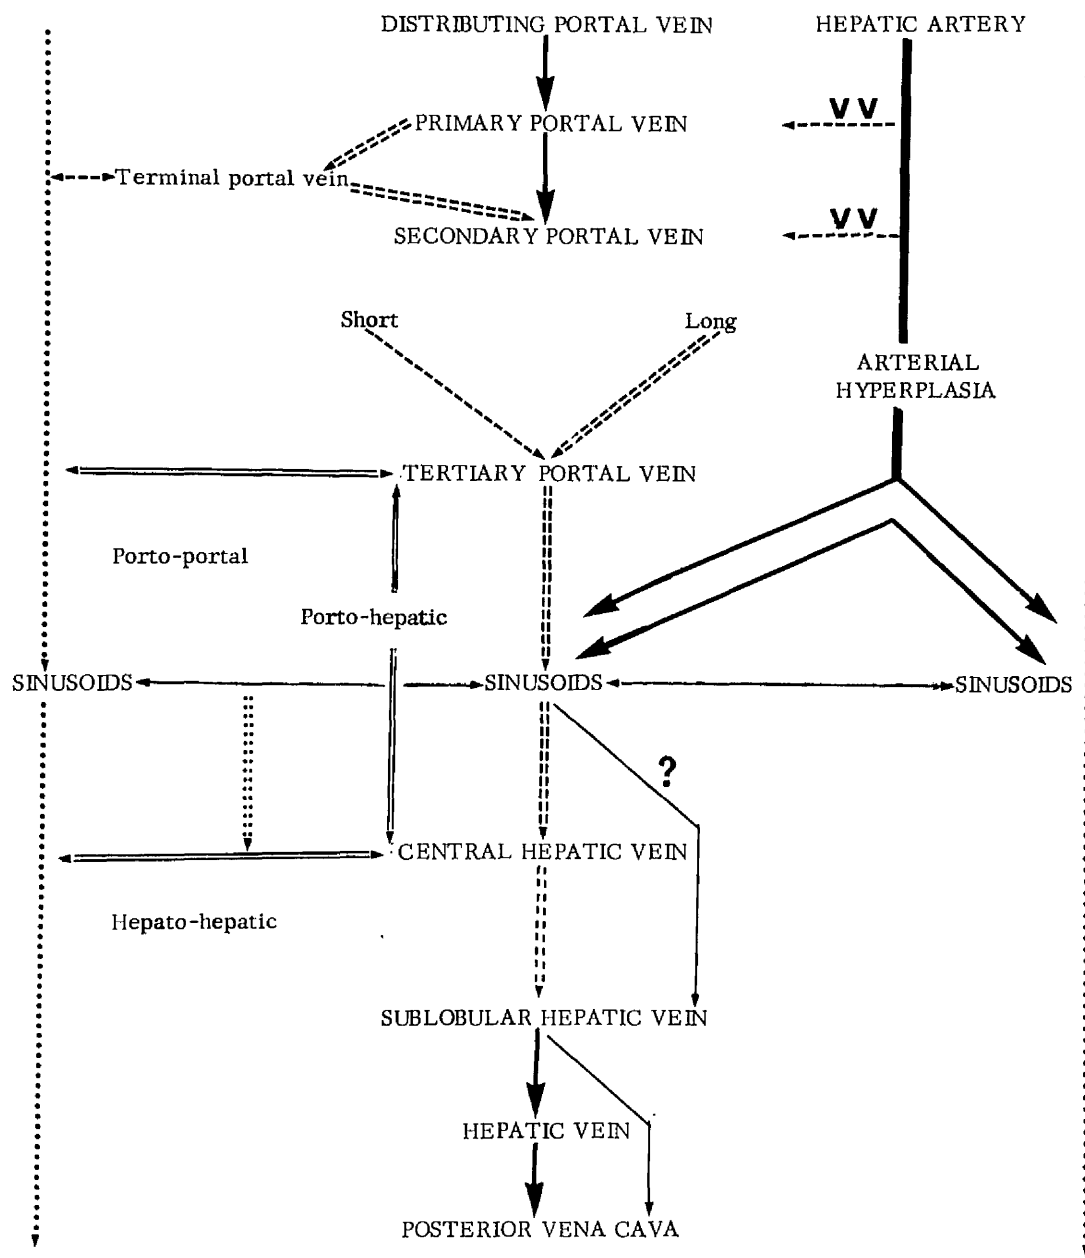 DISTRIBUTING PORTAL VEIN
HEPATIC ARTERY
VV
PRIMARY PORTAL VEIN
Terminal portal vein
VV
SECONDARY PORTAL VEIN
Short
Long
ARTERIAL
HYPERPLASIA
TERTIARY PORTAL VEIN
Porto-portal
Porto-hepatic
SINUSOIDS
SINUSOIDS
SINUSOIDS
?
CENTRAL HEPATIC VEIN
Hepato-hepatic
SUBLOBULAR HEPATIC VEIN
HEPATIC VEIN
POSTERIOR VENA CAVA